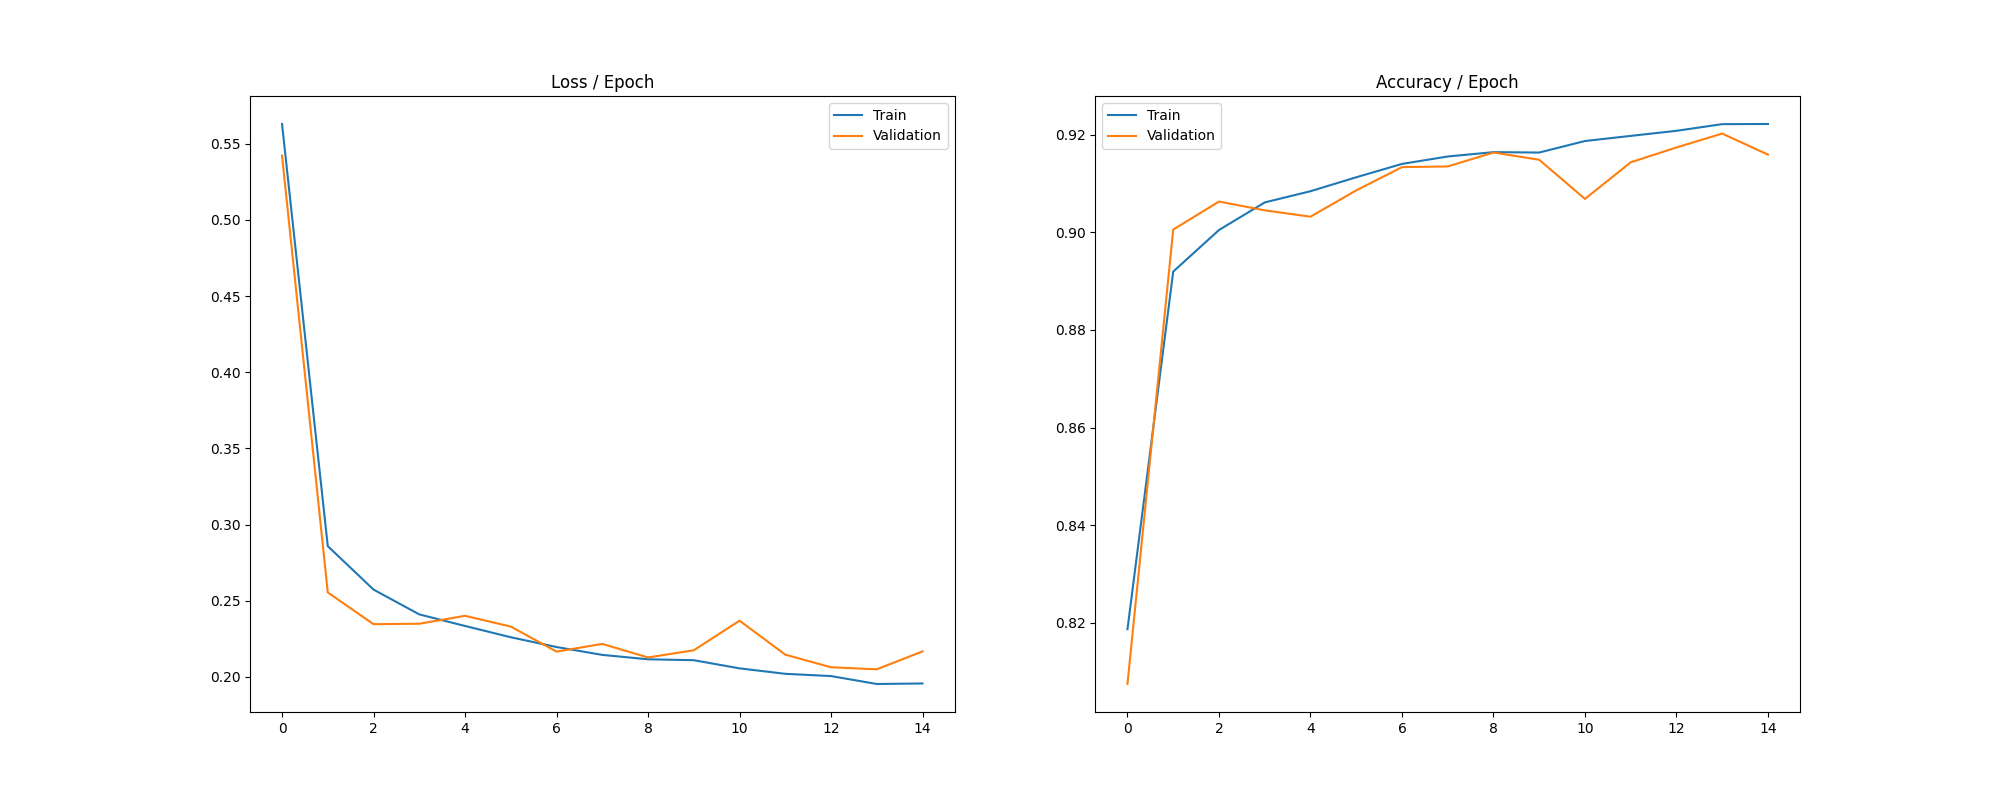 Loss / Epoch
Train
Validation
0.55
0.50
0.45
0.40
0.35
0.30
0.25
0.20
0 2 4 6 8 10 12 14
Accuracy / Epoch
Train
Validation
0.92
0.90
0.88
0.86
0.84
0.82
0 2 4 6 8 10 12 14